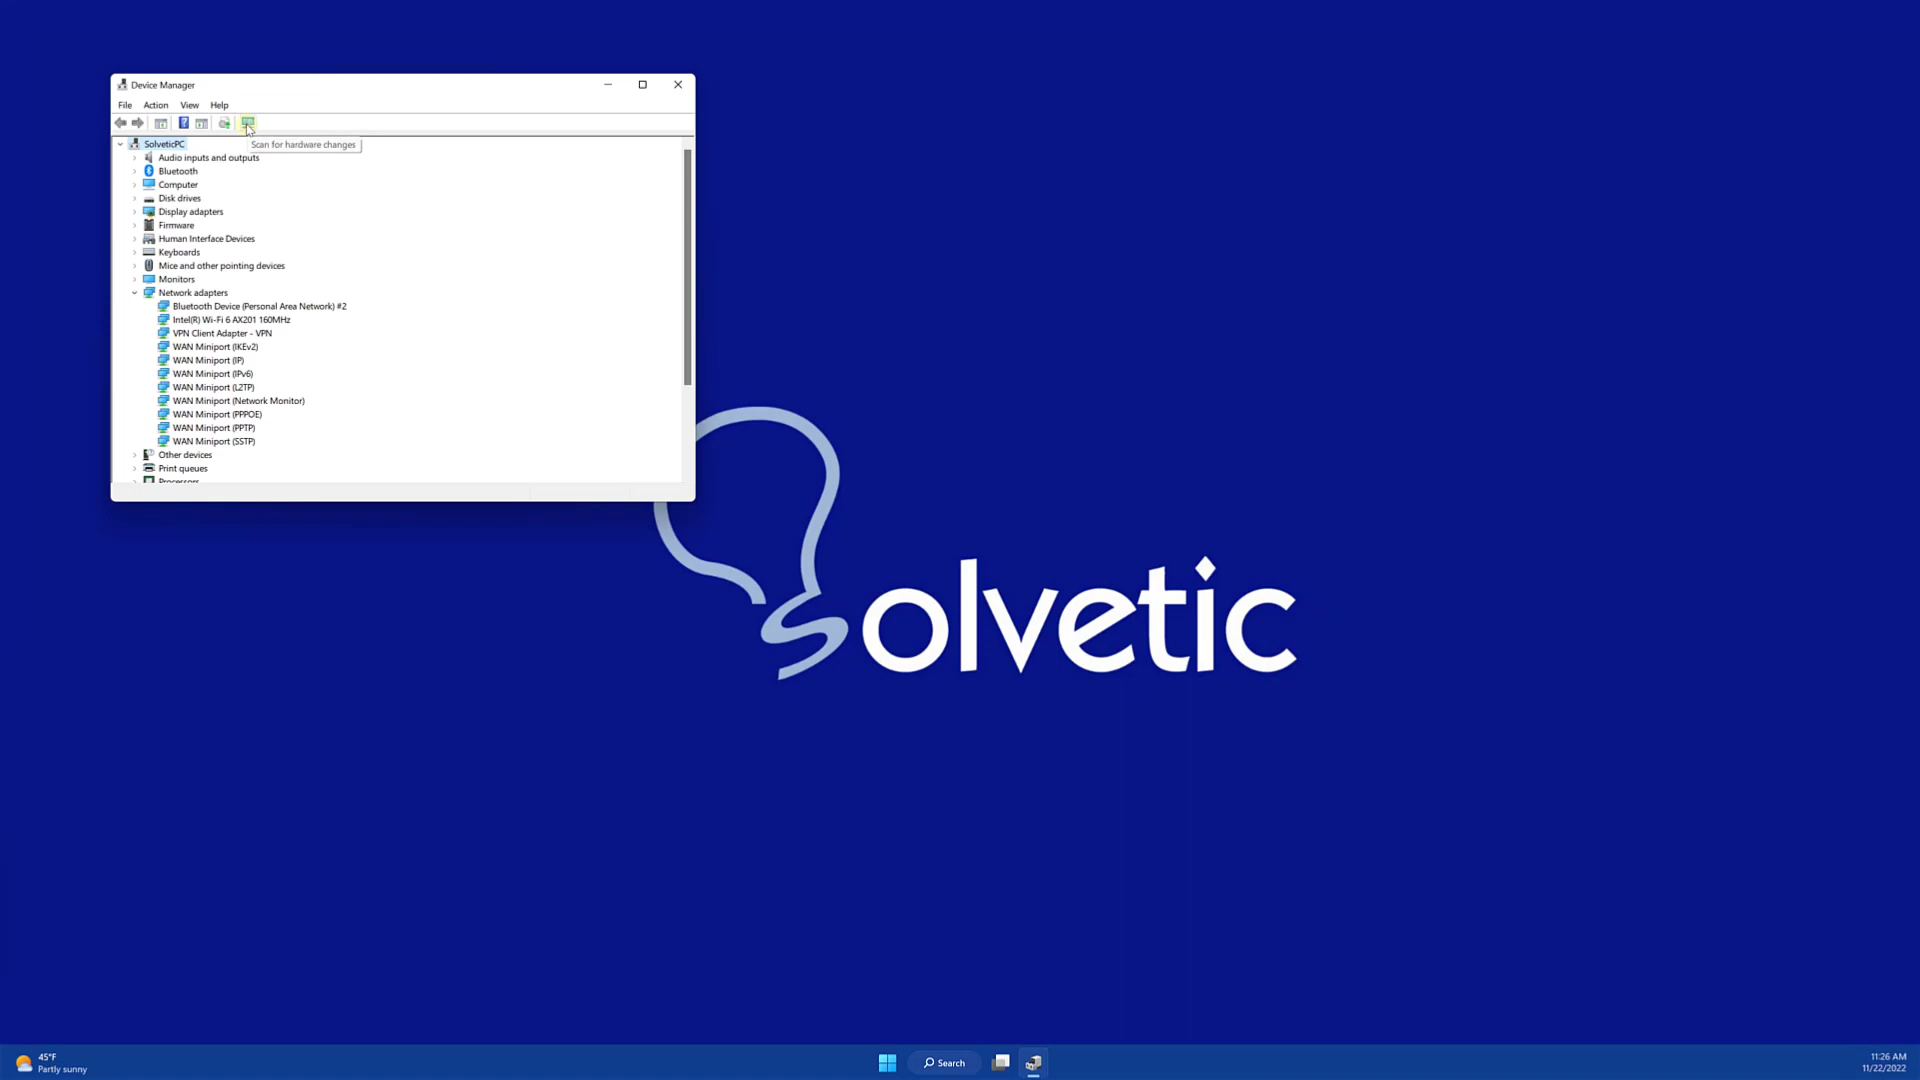 Device Manager
File Action View Help
Scan for hardware changes
SolveticPC
Audio inputs and outputs
Bluetooth
Computer
Disk drives
Display adapters
Firmware
Human Interface Devices
Keyboards
Mice and other pointing devices
Monitors
Network adapters
Bluetooth Device (Personal Area Network) #2
Intel(R) Wi-Fi 6 AX201 160MHz
VPN Client Adapter - VPN
WAN Miniport (IKEv2)
WAN Miniport (IP)
WAN Miniport (IPv6)
WAN Miniport (L2TP)
WAN Miniport (Network Monitor)
WAN Miniport (PPPOE)
WAN Miniport (PPTP)
WAN Miniport (SSTP)
Other devices
Print queues
Processors
Solvetic
45°F
Partly sunny
Search
11:26 AM
11/22/2022